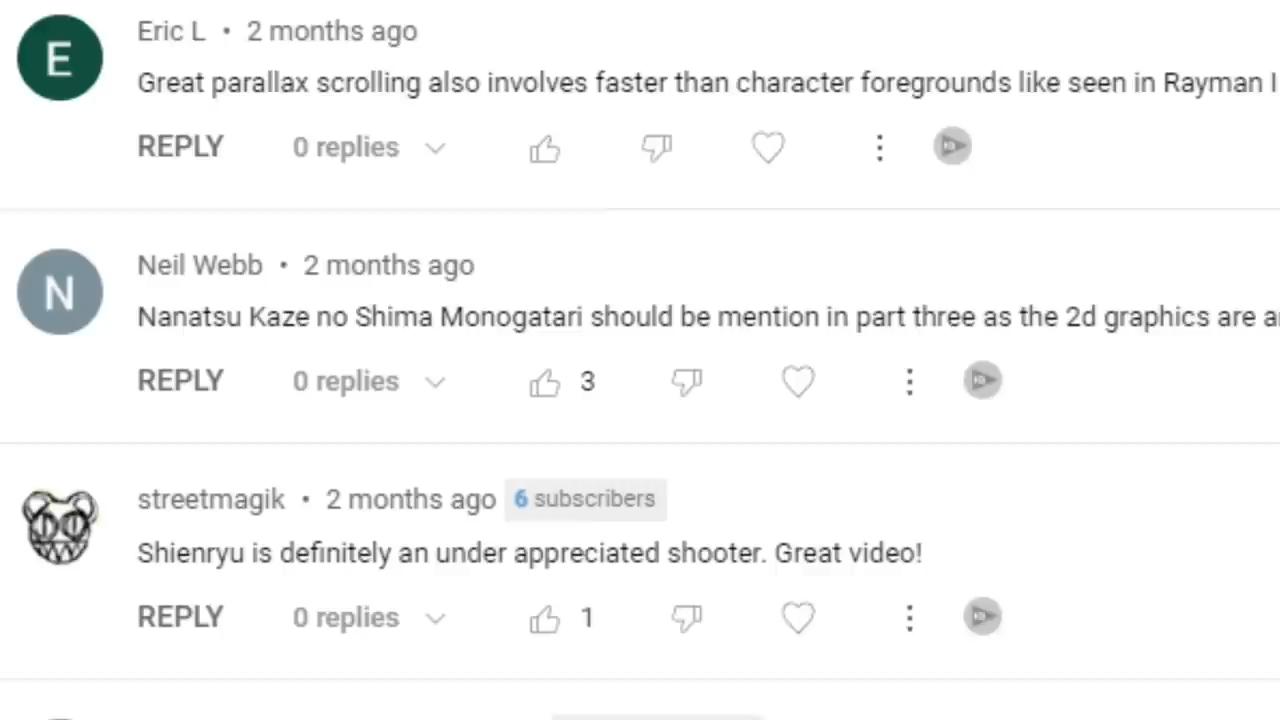 E
Eric L • 2 months ago
Great parallax scrolling also involves faster than character foregrounds like seen in Rayman I
REPLY 0 replies
N
Neil Webb • 2 months ago
Nanatsu Kaze no Shima Monogatari should be mention in part three as the 2d graphics are
REPLY 0 replies 3
streetmagik • 2 months ago 6 subscribers
Shienryu is definitely an under appreciated shooter. Great video!
REPLY 0 replies 1